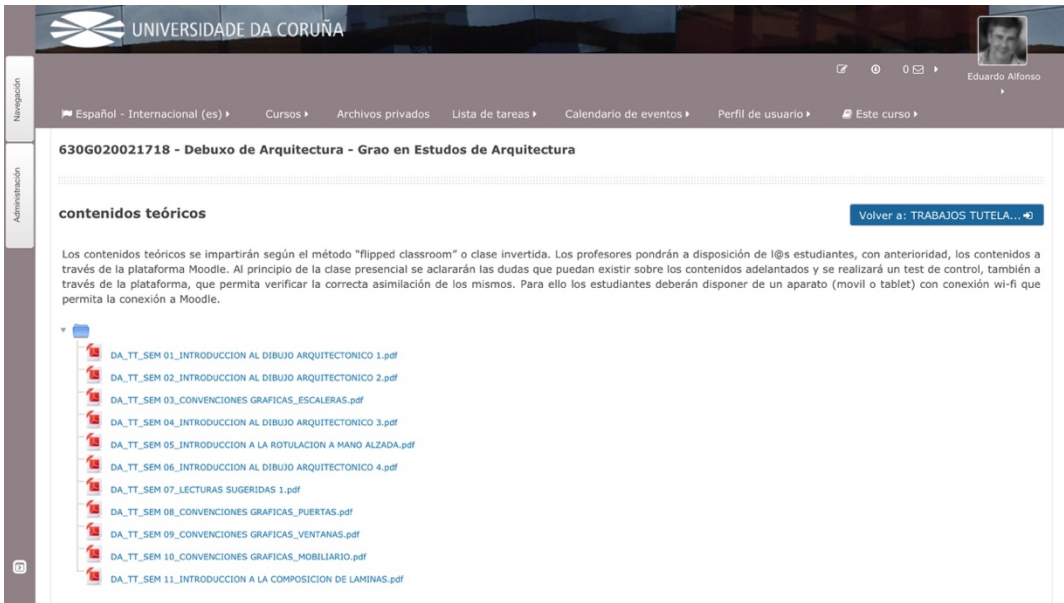 UNIVERSIDADE DA CORUÑA
0
Eduardo Alfonso
Navegación
Administración
Español - Internacional (es)
Cursos
Archivos privados
Lista de tareas
Calendario de eventos
Perfil de usuario
Este curso
630G020021718 - Debuxo de Arquitectura - Grao en Estudos de Arquitectura
contenidos teóricos
Volver a: TRABAJOS TUTELA...
Los contenidos teóricos se impartirán según el método "flipped classroom" o clase invertida. Los profesores pondrán a disposición de l@s estudiantes, con anterioridad, los contenidos a
través de la plataforma Moodle. Al principio de la clase presencial se aclararán las dudas que puedan existir sobre los contenidos adelantados y se realizará un test de control, también a
través de la plataforma, que permita verificar la correcta asimilación de los mismos. Para ello los estudiantes deberán disponer de un aparato (movil o tablet) con conexión wi-fi que
permita la conexión a Moodle.
DA_TT_SEM 01_INTRODUCCION AL DIBUJO ARQUITECTONICO 1.pdf
DA_TT_SEM 02_INTRODUCCION AL DIBUJO ARQUITECTONICO 2.pdf
DA_TT_SEM 03_CONVENCIONES GRAFICAS_ESCALERAS.pdf
DA_TT_SEM 04_INTRODUCCION AL DIBUJO ARQUITECTONICO 3.pdf
DA_TT_SEM 05_INTRODUCCION A LA ROTULACION A MANO ALZADA.pdf
DA_TT_SEM 06_INTRODUCCION AL DIBUJO ARQUITECTONICO 4.pdf
DA_TT_SEM 07_LECTURAS SUGERIDAS 1.pdf
DA_TT_SEM 08_CONVENCIONES GRAFICAS_PUERTAS.pdf
DA_TT_SEM 09_CONVENCIONES GRAFICAS_VENTANAS.pdf
DA_TT_SEM 10_CONVENCIONES GRAFICAS_MOBILIARIO.pdf
DA_TT_SEM 11_INTRODUCCION A LA COMPOSICION DE LAMINAS.pdf